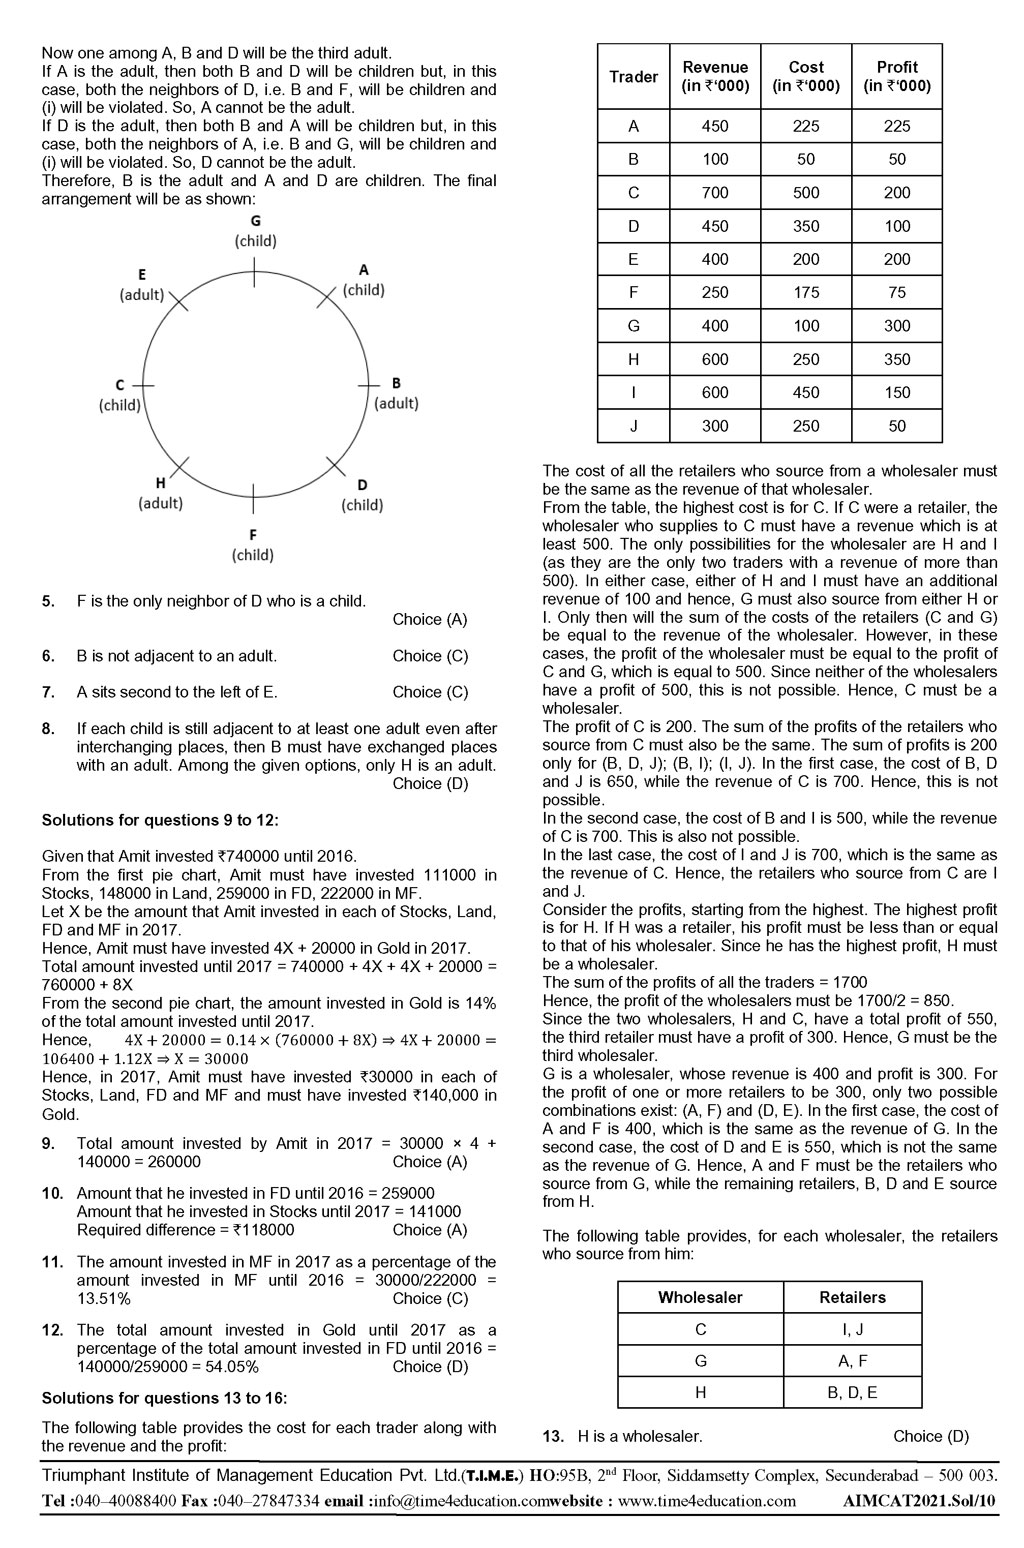 Now one among A, B and D will be the third adult.
If A is the adult, then both B and D will be children but, in this
case, both the neighbors of D, i.e. B and F, will be children and
(i) will be violated. So, A cannot be the adult.
If D is the adult, then both B and A will be children but, in this
case, both the neighbors of A, i.e. B and G, will be children and
(i) will be violated. So, D cannot be the adult.
Therefore, B is the adult and A and D are children. The final
arrangement will be as shown:
G
(child)
E
(adult)
A
(child)
C
(child)
B
(adult)
H
(adult)
D
(child)
F
(child)
5. F is the only neighbor of D who is a child.
Choice (A)
6. B is not adjacent to an adult. Choice (C)
7. A sits second to the left of E. Choice (C)
8. If each child is still adjacent to at least one adult even after
interchanging places, then B must have exchanged places
with an adult. Among the given options, only H is an adult.
Choice (D)
Solutions for questions 9 to 12:
Given that Amit invested ₹740000 until 2016.
From the first pie chart, Amit must have invested 111000 in
Stocks, 148000 in Land, 259000 in FD, 222000 in MF.
Let X be the amount that Amit invested in each of Stocks, Land,
FD and MF in 2017.
Hence, Amit must have invested 4X + 20000 in Gold in 2017.
Total amount invested until 2017 = 740000 + 4X + 4X + 20000 =
760000 + 8X
From the second pie chart, the amount invested in Gold is 14%
of the total amount invested until 2017.
Hence, 4X + 20000 = 0.14 × (760000 + 8X) ⇒ 4X + 20000 =
106400 + 1.12X ⇒ X = 30000
Hence, in 2017, Amit must have invested ₹30000 in each of
Stocks, Land, FD and MF and must have invested ₹140,000 in
Gold.
9. Total amount invested by Amit in 2017 = 30000 × 4 +
140000 = 260000 Choice (A)
10. Amount that he invested in FD until 2016 = 259000
Amount that he invested in Stocks until 2017 = 141000
Required difference = ₹118000 Choice (A)
11. The amount invested in MF in 2017 as a percentage of the
amount invested in MF until 2016 = 30000/222000 =
13.51% Choice (C)
12. The total amount invested in Gold until 2017 as a
percentage of the total amount invested in FD until 2016 =
140000/259000 = 54.05% Choice (D)
Solutions for questions 13 to 16:
The following table provides the cost for each trader along with
the revenue and the profit:
Trader Revenue (in ₹'000) Cost (in ₹'000) Profit (in ₹'000)
A 450 225 225
B 100 50 50
C 700 500 200
D 450 350 100
E 400 200 200
F 250 175 75
G 400 100 300
H 600 250 350
I 600 450 150
J 300 250 50
The cost of all the retailers who source from a wholesaler must
be the same as the revenue of that wholesaler.
From the table, the highest cost is for C. If C were a retailer, the
wholesaler who supplies to C must have a revenue which is at
least 500. The only possibilities for the wholesaler are H and I
(as they are the only two traders with a revenue of more than
500). In either case, either of H and I must have an additional
revenue of 100 and hence, G must also source from either H or
I. Only then will the sum of the costs of the retailers (C and G)
be equal to the revenue of the wholesaler. However, in these
cases, the profit of the wholesaler must be equal to the profit of
C and G, which is equal to 500. Since neither of the wholesalers
have a profit of 500, this is not possible. Hence, C must be a
wholesaler.
The profit of C is 200. The sum of the profits of the retailers who
source from C must also be the same. The sum of profits is 200
only for (B, D, J); (B, I); (I, J). In the first case, the cost of B, D
and J is 650, while the revenue of C is 700. Hence, this is not
possible.
In the second case, the cost of B and I is 500, while the revenue
of C is 700. This is also not possible.
In the last case, the cost of I and J is 700, which is the same as
the revenue of C. Hence, the retailers who source from C are I
and J.
Consider the profits, starting from the highest. The highest profit
is for H. If H was a retailer, his profit must be less than or equal
to that of his wholesaler. Since he has the highest profit, H must
be a wholesaler.
The sum of the profits of all the traders = 1700
Hence, the profit of the wholesalers must be 1700/2 = 850.
Since the two wholesalers, H and C, have a total profit of 550,
the third retailer must have a profit of 300. Hence, G must be the
third wholesaler.
G is a wholesaler, whose revenue is 400 and profit is 300. For
the profit of one or more retailers to be 300, only two possible
combinations exist: (A, F) and (D, E). In the first case, the cost of
A and F is 400, which is the same as the revenue of G. In the
second case, the cost of D and E is 550, which is not the same
as the revenue of G. Hence, A and F must be the retailers who
source from G, while the remaining retailers, B, D and E source
from H.
The following table provides, for each wholesaler, the retailers
who source from him:
Wholesaler Retailers
C I, J
G A, F
H B, D, E
13. H is a wholesaler. Choice (D)
Triumphant Institute of Management Education Pvt. Ltd.(T.I.M.E.) HO:95B, 2nd Floor, Siddamsetty Complex, Secunderabad – 500 003.
Tel :040–40088400 Fax :040–27847334 email :info@time4education.comwebsite : www.time4education.com AIMCAT2021.Sol/10